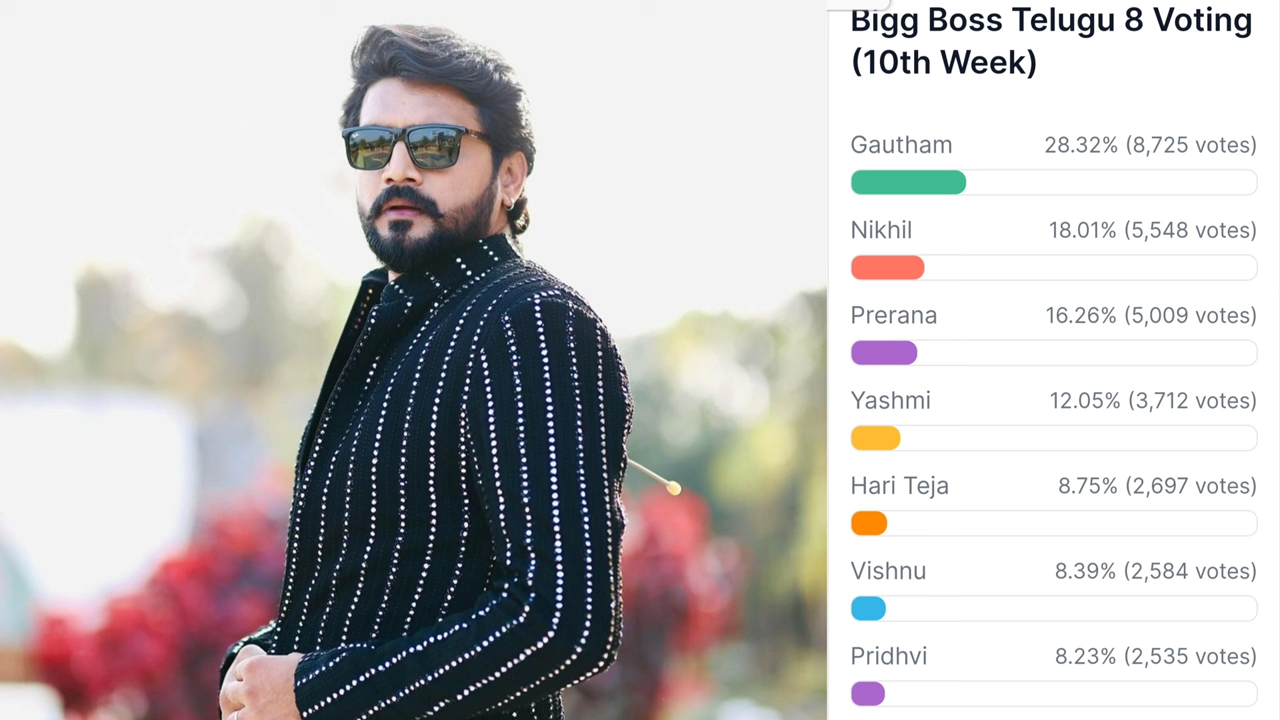 Bigg Boss Telugu 8 Voting
(10th Week)
Gautham 28.32% (8,725 votes)
Nikhil 18.01% (5,548 votes)
Prerana 16.26% (5,009 votes)
Yashmi 12.05% (3,712 votes)
Hari Teja 8.75% (2,697 votes)
Vishnu 8.39% (2,584 votes)
Pridhvi 8.23% (2,535 votes)